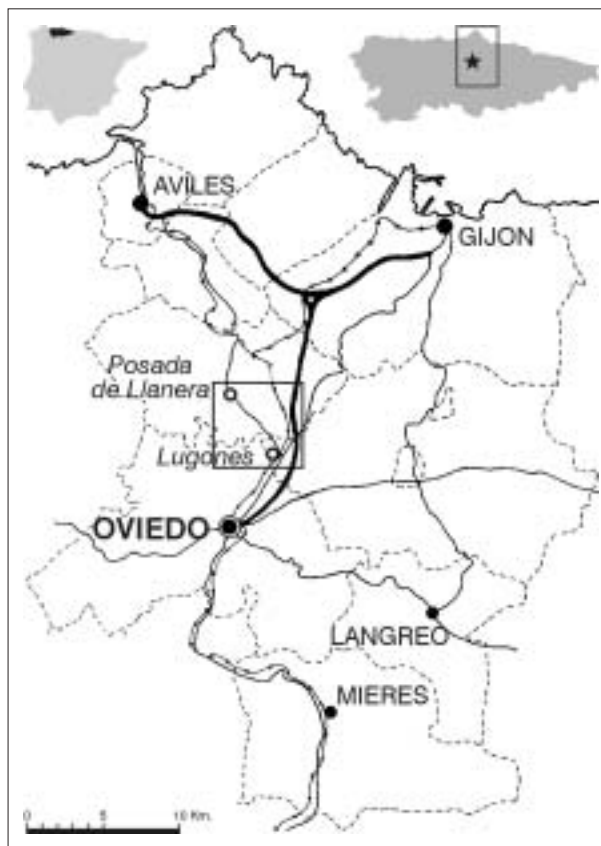 AVILES
GIJON
Posada
de Llanera
Lugones
OVIEDO
LANGREO
MIERES
0 5 10 Km.